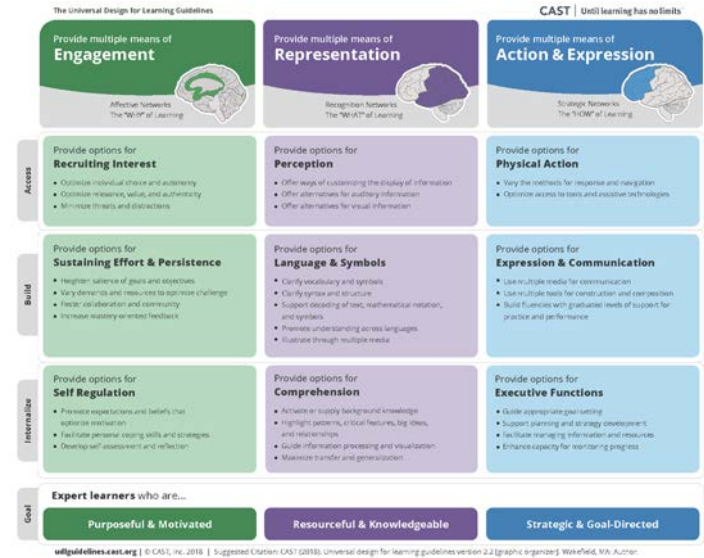 The Universal Design for Learning Guidelines
CAST | Until learning has no limits
Provide multiple means of
Engagement
Affective Networks
The "WHY" of Learning
Provide multiple means of
Representation
Recognition Networks
The "WHAT" of Learning
Provide multiple means of
Action & Expression
Strategic Networks
The "HOW" of Learning
Access
Provide options for
Recruiting Interest
• Optimize individual choice and autonomy
• Optimize relevance, value, and authenticity
• Minimize threats and distractions
Provide options for
Perception
• Offer ways of customizing the display of information
• Offer alternatives for auditory information
• Offer alternatives for visual information
Provide options for
Physical Action
• Vary the methods for response and navigation
• Optimize access to tools and assistive technologies
Build
Provide options for
Sustaining Effort & Persistence
• Heighten salience of goals and objectives
• Vary demands and resources to optimize challenge
• Foster collaboration and community
• Increase mastery-oriented feedback
Provide options for
Language & Symbols
• Clarify vocabulary and symbols
• Clarify syntax and structure
• Support decoding of text, mathematical notation,
and symbols
• Promote understanding across languages
• Illustrate through multiple media
Provide options for
Expression & Communication
• Use multiple media for communication
• Use multiple tools for construction and composition
• Build fluencies with graduated levels of support for
practice and performance
Internalize
Provide options for
Self Regulation
• Promote expectations and beliefs that
optimize motivation
• Facilitate personal coping skills and strategies
• Develop self-assessment and reflection
Provide options for
Comprehension
• Activate or supply background knowledge
• Highlight patterns, critical features, big ideas,
and relationships
• Guide information processing and visualization
• Maximize transfer and generalization
Provide options for
Executive Functions
• Guide appropriate goal-setting
• Support planning and strategy development
• Facilitate managing information and resources
• Enhance capacity for monitoring progress
Goal
Expert learners who are...
Purposeful & Motivated
Resourceful & Knowledgeable
Strategic & Goal-Directed
udlguidelines.cast.org | © CAST, Inc. 2018 | Suggested Citation: CAST (2018). Universal design for learning guidelines version 2.2 [graphic organizer]. Wakefield, MA: Author.